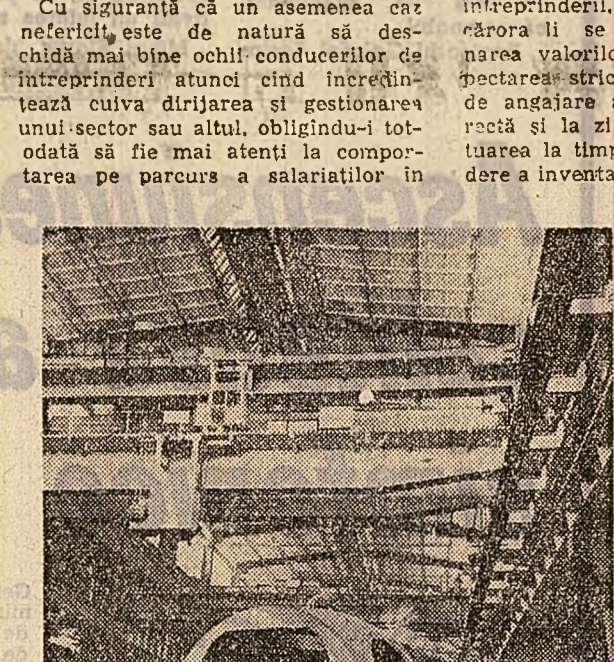 Cu siguranță că un asemenea caz
nefericit este de natură să des-
chidă mai bine ochii conducerilor de
întreprinderi atunci cînd încredin-
țează cuiva dirijarea și gestionarea
unui sector sau altul, obligîndu-i tot-
odată să fie mai atenți la compor-
tarea pe parcurs a salariaților în
întreprinderii,
cărora li se
narea valorilo
pectarea stric
de angajare a
rectă și la zi
tuarea la timp
dere a inventa